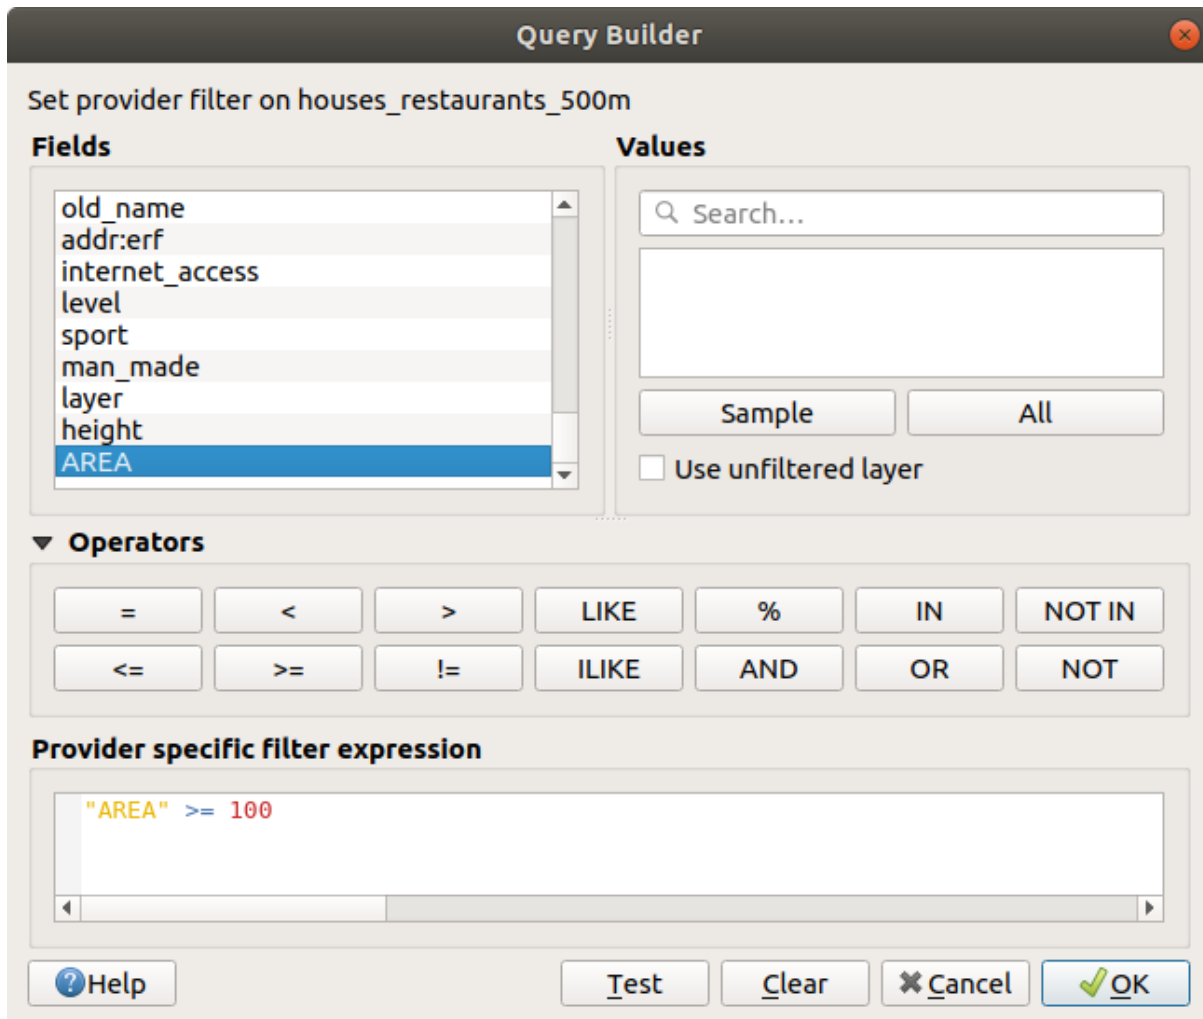 Query Builder
Set provider filter on houses_restaurants_500m
Fields
old_name
addr:erf
internet_access
level
sport
man_made
layer
height
AREA
Values
Search...
Sample All
Use unfiltered layer
Operators
= < > LIKE % IN NOT IN
<= >= != ILIKE AND OR NOT
Provider specific filter expression
"AREA" >= 100
Help Test Clear Cancel OK